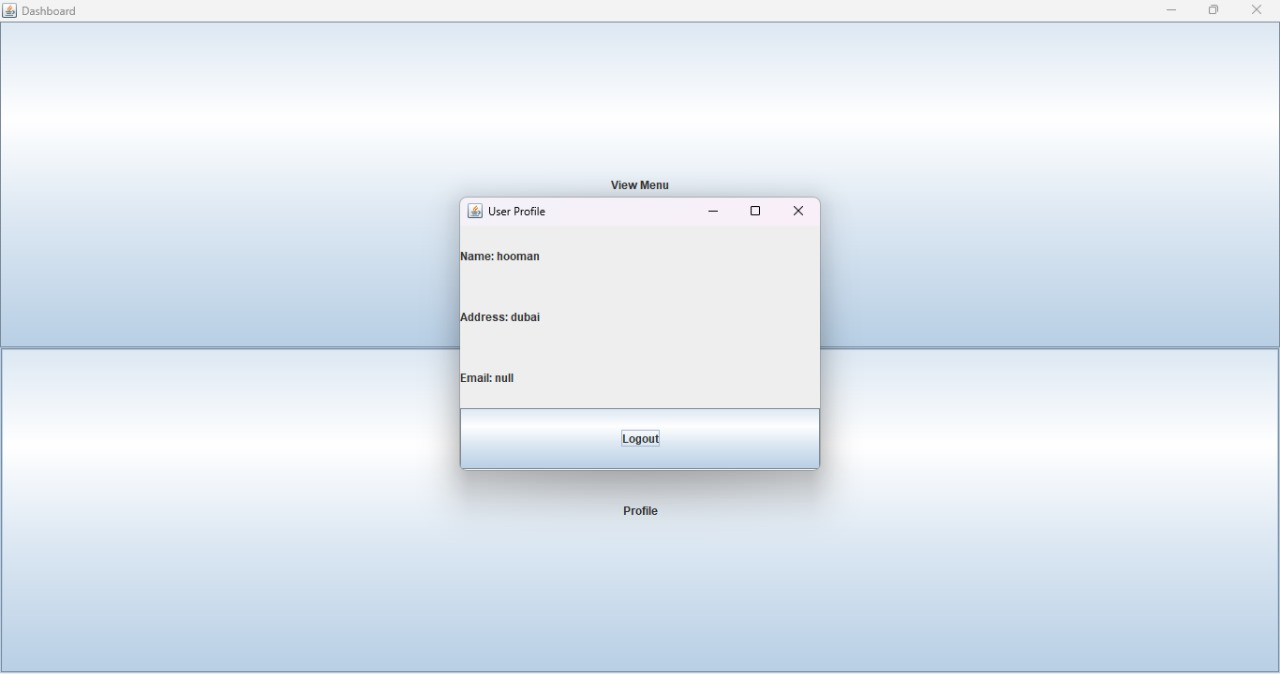 Dashboard
View Menu
User Profile
Name: hooman
Address: dubai
Email: null
Logout
Profile